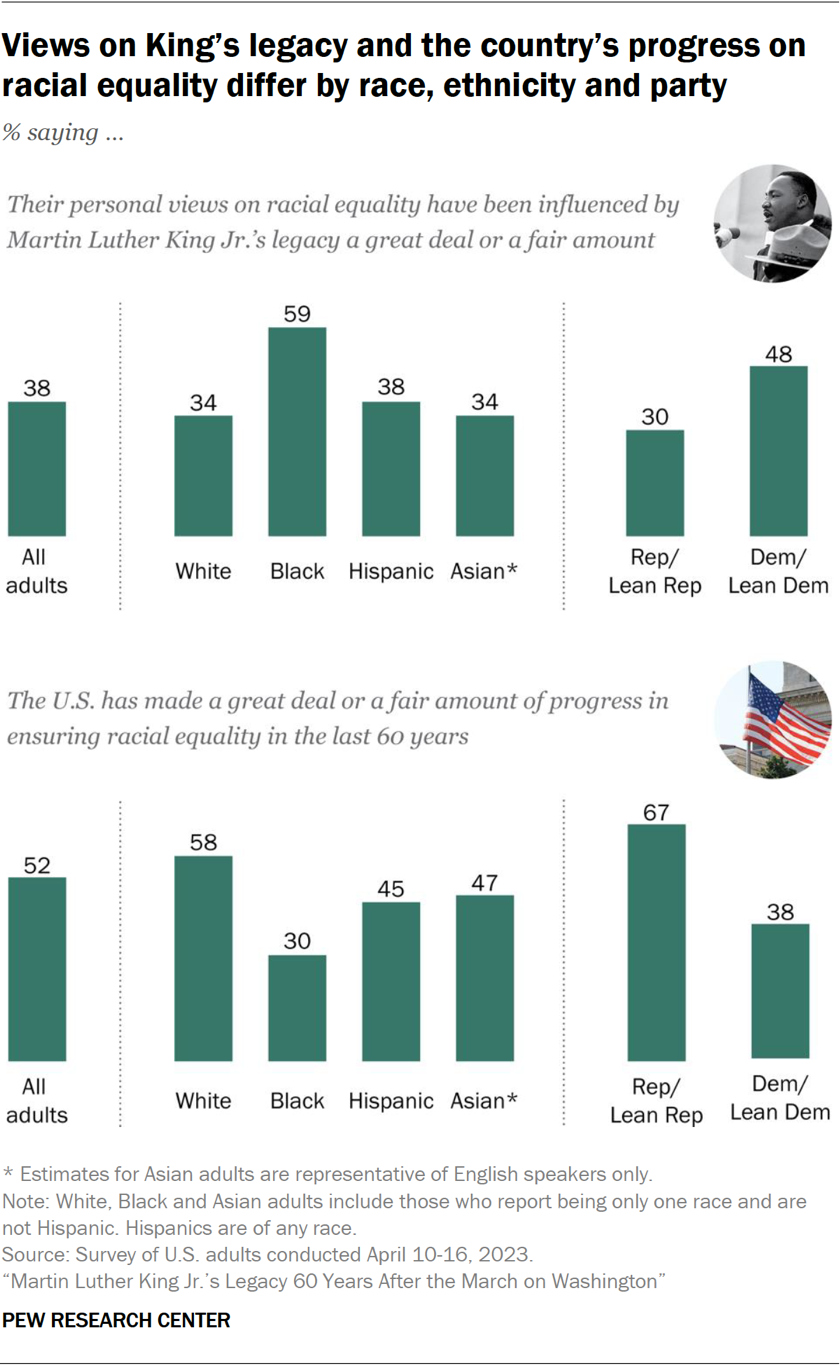 Views on King’s legacy and the country’s progress on
racial equality differ by race, ethnicity and party
% saying ...
Their personal views on racial equality have been influenced by
Martin Luther King Jr.’s legacy a great deal or a fair amount
38
34
59
38
34
30
48
All
adults
White
Black
Hispanic
Asian*
Rep/
Lean Rep
Dem/
Lean Dem
The U.S. has made a great deal or a fair amount of progress in
ensuring racial equality in the last 60 years
52
58
30
45
47
67
38
All
adults
White
Black
Hispanic
Asian*
Rep/
Lean Rep
Dem/
Lean Dem
* Estimates for Asian adults are representative of English speakers only.
Note: White, Black and Asian adults include those who report being only one race and are
not Hispanic. Hispanics are of any race.
Source: Survey of U.S. adults conducted April 10-16, 2023.
“Martin Luther King Jr.’s Legacy 60 Years After the March on Washington”
PEW RESEARCH CENTER